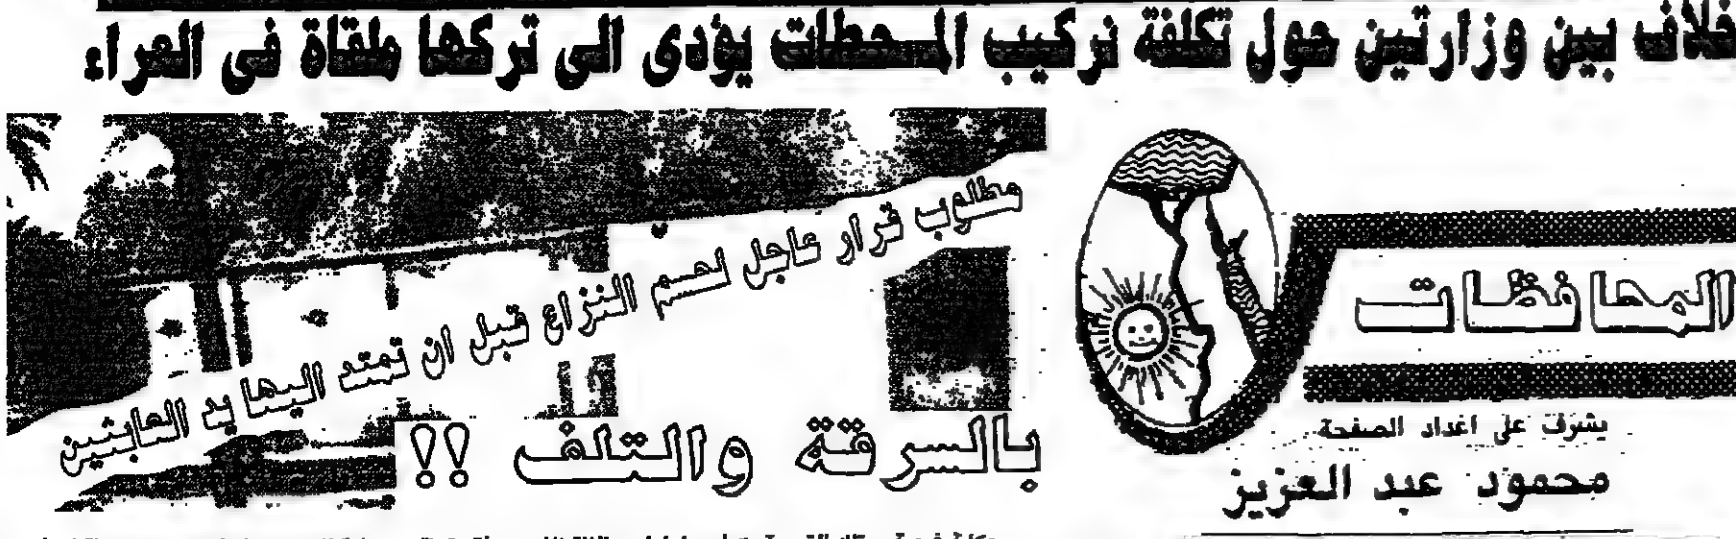 خلاف بين وزارتين حول تكلفة تركيب المحطات يؤدى الى تركها ملقاة فى العراء
مطلوب قرار عاجل لحسم النزاع قبل ان تمتد اليها يد العابثين
بالسرقة والتلف !!
المحافظات
يشرف على اعداد الصفحة
محمود عبد العزيز